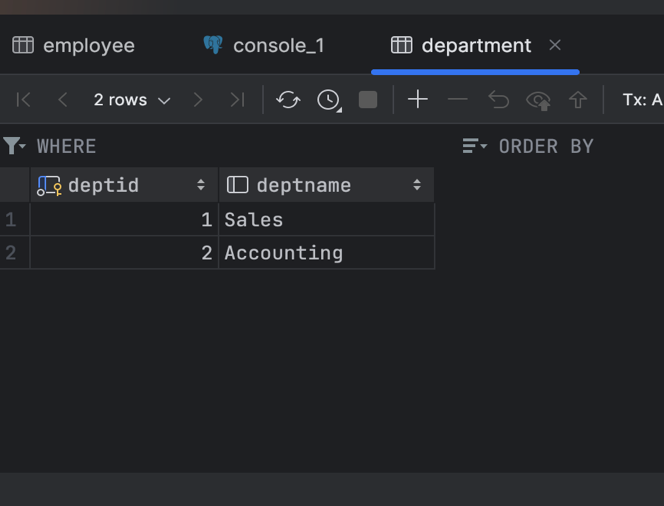 employee console_1 department
2 rows Tx: A
WHERE ORDER BY
deptid deptname
1 1 Sales
2 2 Accounting